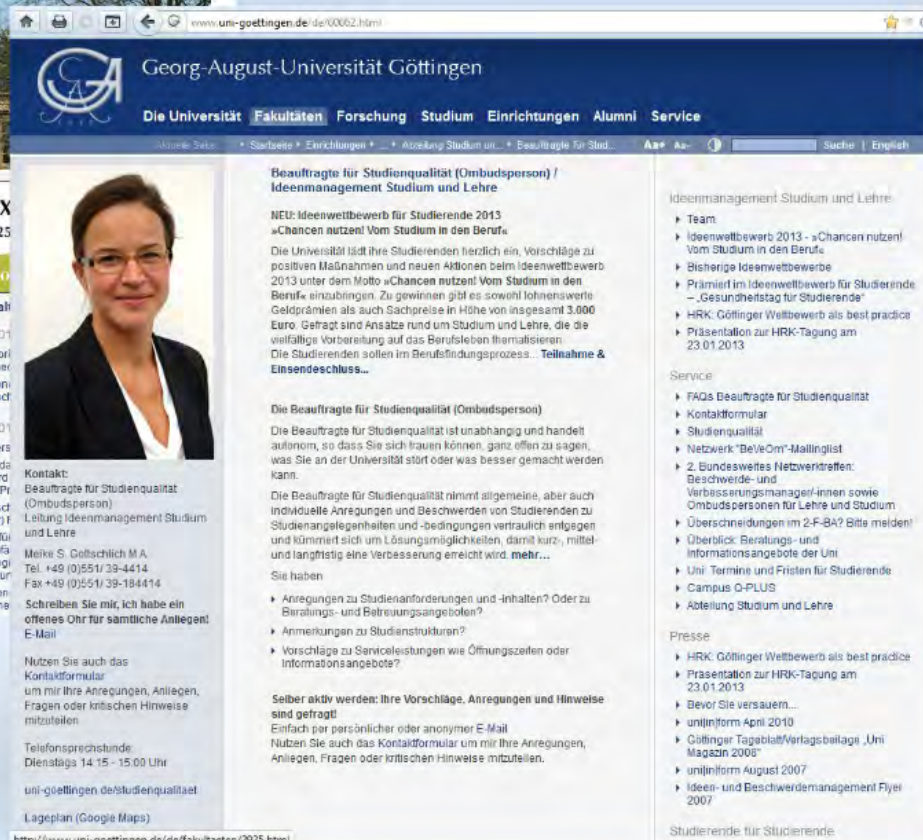 www.uni-goettingen.de/de/60662.html
Georg-August-Universität Göttingen
Die Universität Fakultäten Forschung Studium Einrichtungen Alumni Service
Aktuelle Seite: Startseite Einrichtungen ... Abteilung Studium un... Beauftragte für Stud... Aa+ Aa- Suche | English
Kontakt:
Beauftragte für Studienqualität
(Ombudsperson)
Leitung Ideenmanagement Studium
und Lehre
Meike S. Gottschlich M.A.
Tel. +49 (0)551/ 39-4414
Fax +49 (0)551/ 39-184414
Schreiben Sie mir, ich habe ein
offenes Ohr für sämtliche Anliegen!
E-Mail
Nutzen Sie auch das
Kontaktformular
um mir Ihre Anregungen, Anliegen,
Fragen oder kritischen Hinweise
mitzuteilen
Telefonsprechstunde:
Dienstags 14:15 - 15:00 Uhr
uni-goettingen.de/studienqualitaet
Lageplan (Google Maps)
http://www.uni-goettingen.de/de/fakultaeten/2925.html
Beauftragte für Studienqualität (Ombudsperson) /
Ideenmanagement Studium und Lehre
NEU: Ideenwettbewerb für Studierende 2013
»Chancen nutzen! Vom Studium in den Beruf«
Die Universität lädt ihre Studierenden herzlich ein, Vorschläge zu
positiven Maßnahmen und neuen Aktionen beim Ideenwettbewerb
2013 unter dem Motto »Chancen nutzen! Vom Studium in den
Beruf« einzubringen. Zu gewinnen gibt es sowohl lohnenswerte
Geldprämien als auch Sachpreise in Höhe von insgesamt 3.000
Euro. Gefragt sind Ansätze rund um Studium und Lehre, die die
vielfältige Vorbereitung auf das Berufsleben thematisieren.
Die Studierenden sollen im Berufsfindungsprozess... Teilnahme &
Einsendeschluss...
Die Beauftragte für Studienqualität (Ombudsperson)
Die Beauftragte für Studienqualität ist unabhängig und handelt
autonom, so dass Sie sich trauen können, ganz offen zu sagen,
was Sie an der Universität stört oder was besser gemacht werden
kann.
Die Beauftragte für Studienqualität nimmt allgemeine, aber auch
individuelle Anregungen und Beschwerden von Studierenden zu
Studienangelegenheiten und -bedingungen vertraulich entgegen
und kümmert sich um Lösungsmöglichkeiten, damit kurz-, mittel-
und langfristig eine Verbesserung erreicht wird. mehr...
Sie haben
Anregungen zu Studienanforderungen und -inhalten? Oder zu
Beratungs- und Betreuungsangeboten?
Anmerkungen zu Studienstrukturen?
Vorschläge zu Serviceleistungen wie Öffnungszeiten oder
Informationsangebote?
Selber aktiv werden: Ihre Vorschläge, Anregungen und Hinweise
sind gefragt!
Einfach per persönlicher oder anonymer E-Mail
Nutzen Sie auch das Kontaktformular um mir Ihre Anregungen,
Anliegen, Fragen oder kritischen Hinweise mitzuteilen.
Ideenmanagement Studium und Lehre
Team
Ideenwettbewerb 2013 - »Chancen nutzen!
Vom Studium in den Beruf«
Bisherige Ideenwettbewerbe
Prämiert im Ideenwettbewerb für Studierende
– „Gesundheitstag für Studierende"
HRK: Göttinger Wettbewerb als best practice
Präsentation zur HRK-Tagung am
23.01.2013
Service
FAQs Beauftragte für Studienqualität
Kontaktformular
Studienqualität
Netzwerk "BeVeOm"-Mailinglist
2. Bundesweites Netzwerktreffen:
Beschwerde- und
Verbesserungsmanager/-innen sowie
Ombudspersonen für Lehre und Studium
Überschneidungen im 2-F-BA? Bitte melden!
Überblick: Beratungs- und
Informationsangebote der Uni
Uni: Termine und Fristen für Studierende
Campus Q-PLUS
Abteilung Studium und Lehre
Presse
HRK: Göttinger Wettbewerb als best practice
Präsentation zur HRK-Tagung am
23.01.2013
Bevor Sie versauern...
uni|in|form April 2010
Göttinger Tageblatt/Verlagsbeilage „Uni
Magazin 2008"
uni|in|form August 2007
Ideen- und Beschwerdemanagement Flyer
2007
Studierende für Studierende